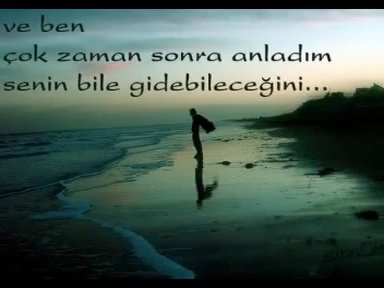 ve ben
çok zaman sonra anladım
senin bile gidebileceğini...